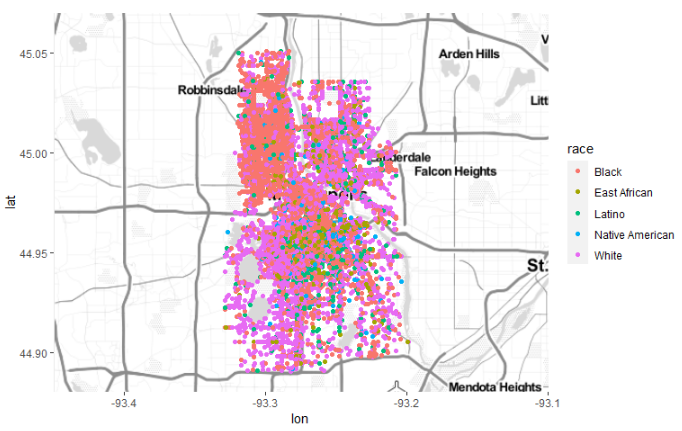 45.05
45.00
44.95
44.90
lat
Arden Hills
Robbinsdale
Falcon Heights
St.
Mendota Heights
-93.4
-93.3
-93.2
-93.1
lon
race
Black
East African
Latino
Native American
White